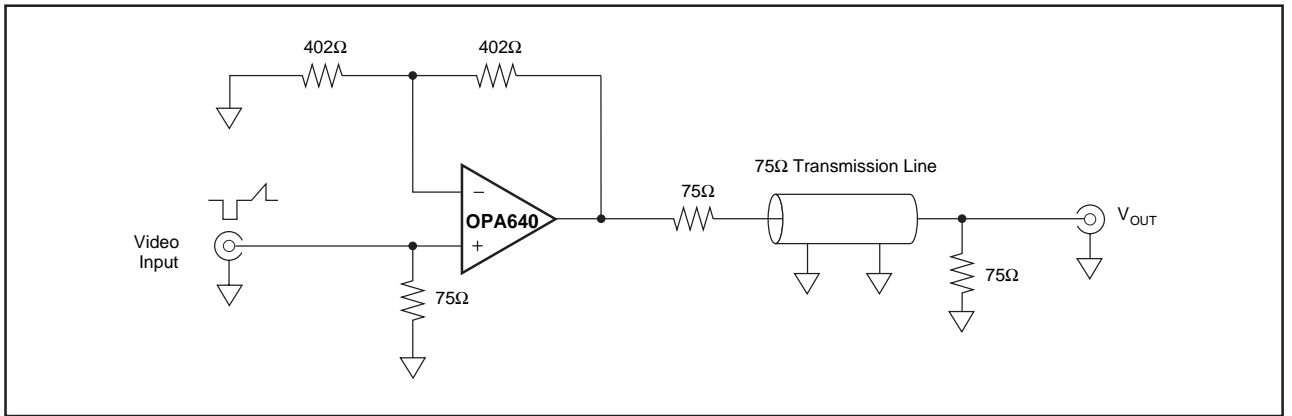 402Ω
402Ω
75Ω Transmission Line
75Ω
–
OPA640
+
V_OUT
Video
Input
75Ω
75Ω